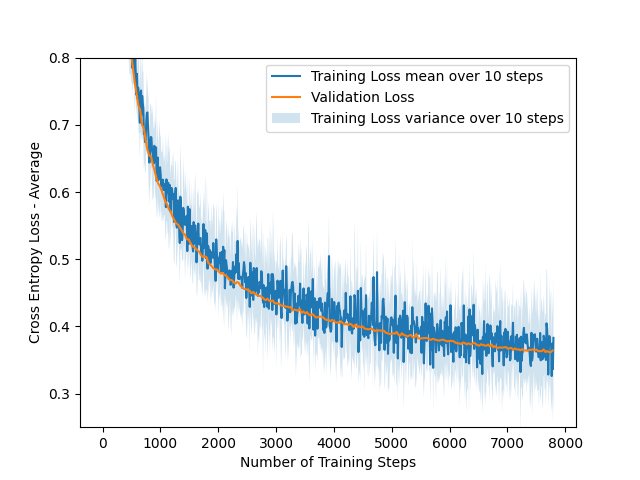 Training Loss mean over 10 steps
Validation Loss
Training Loss variance over 10 steps
Cross Entropy Loss - Average
0.8
0.7
0.6
0.5
0.4
0.3
0 1000 2000 3000 4000 5000 6000 7000 8000
Number of Training Steps